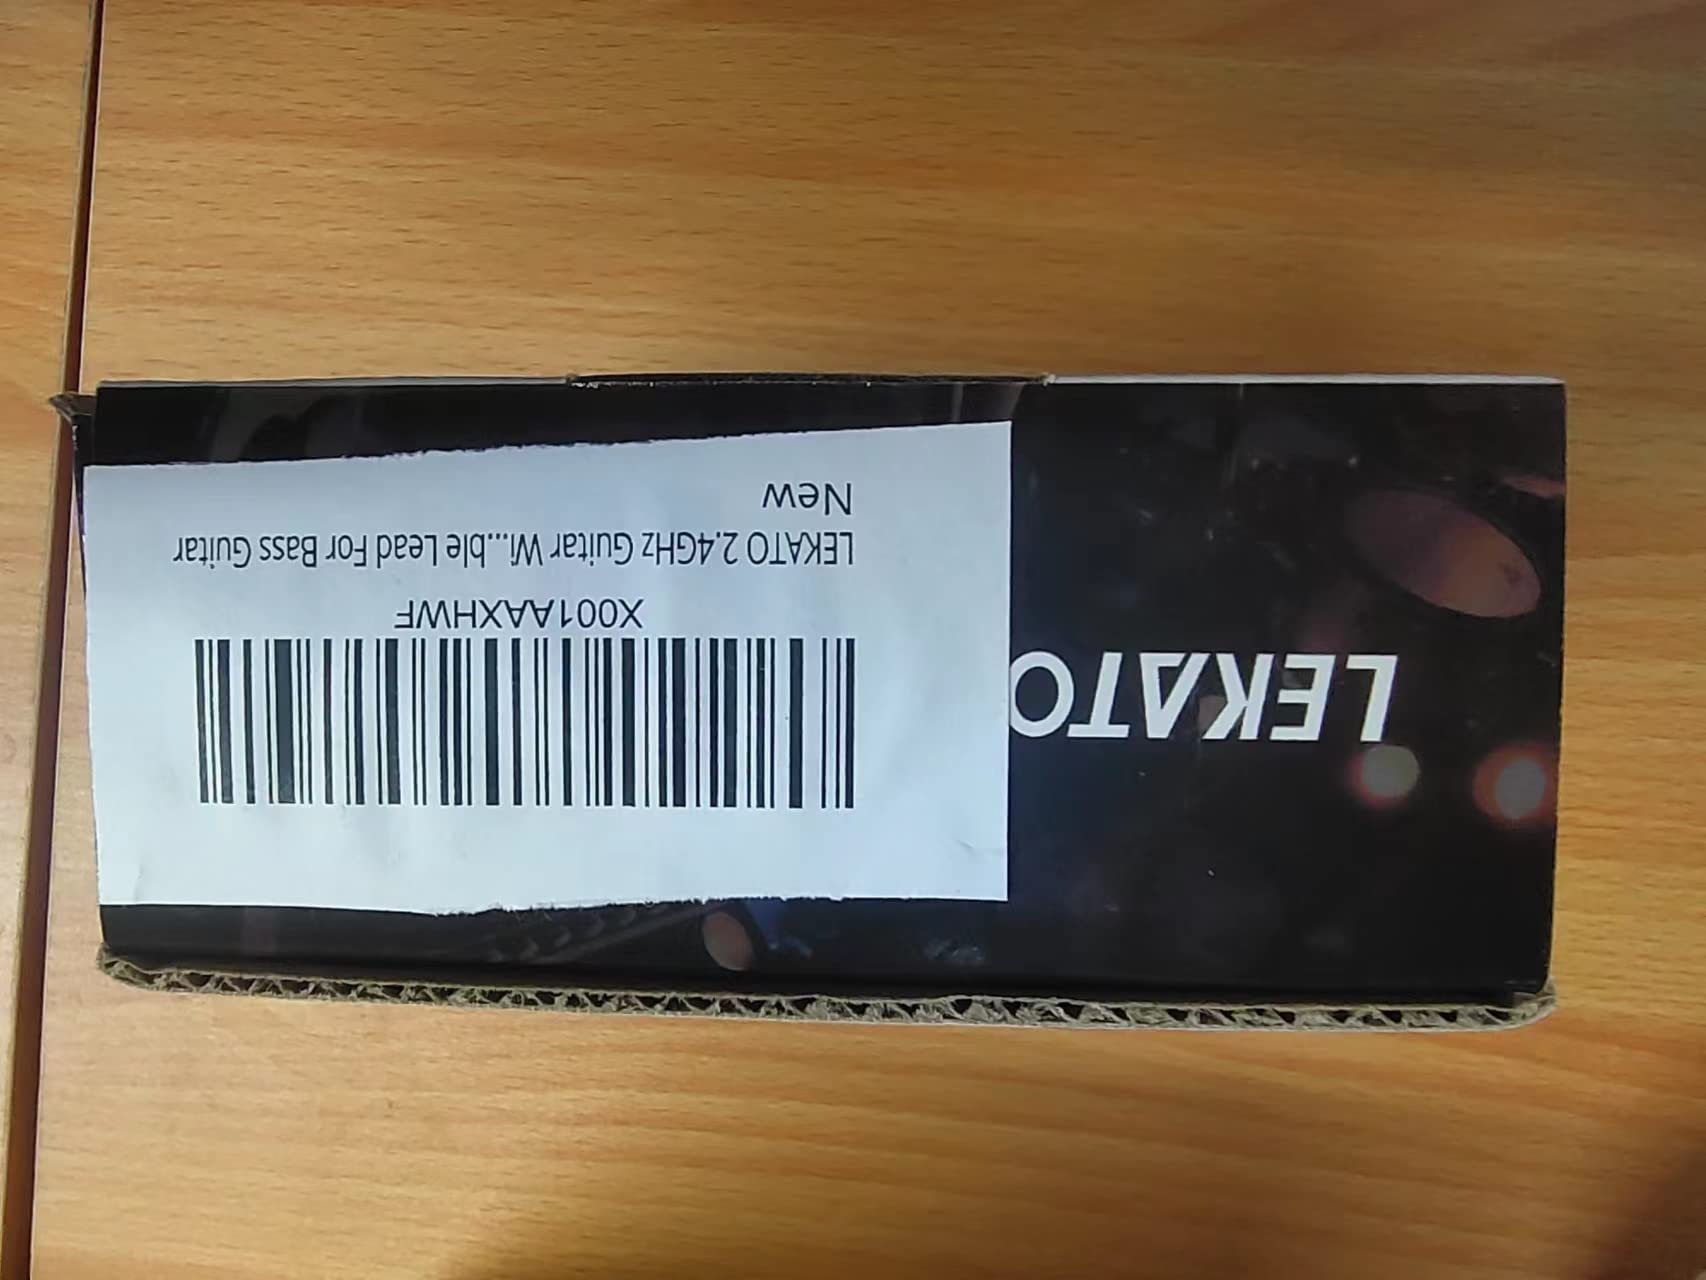 LEKATO
X001AAXHWF
LEKATO 2.4GHz Guitar Wi...ble Lead For Bass Guitar
New